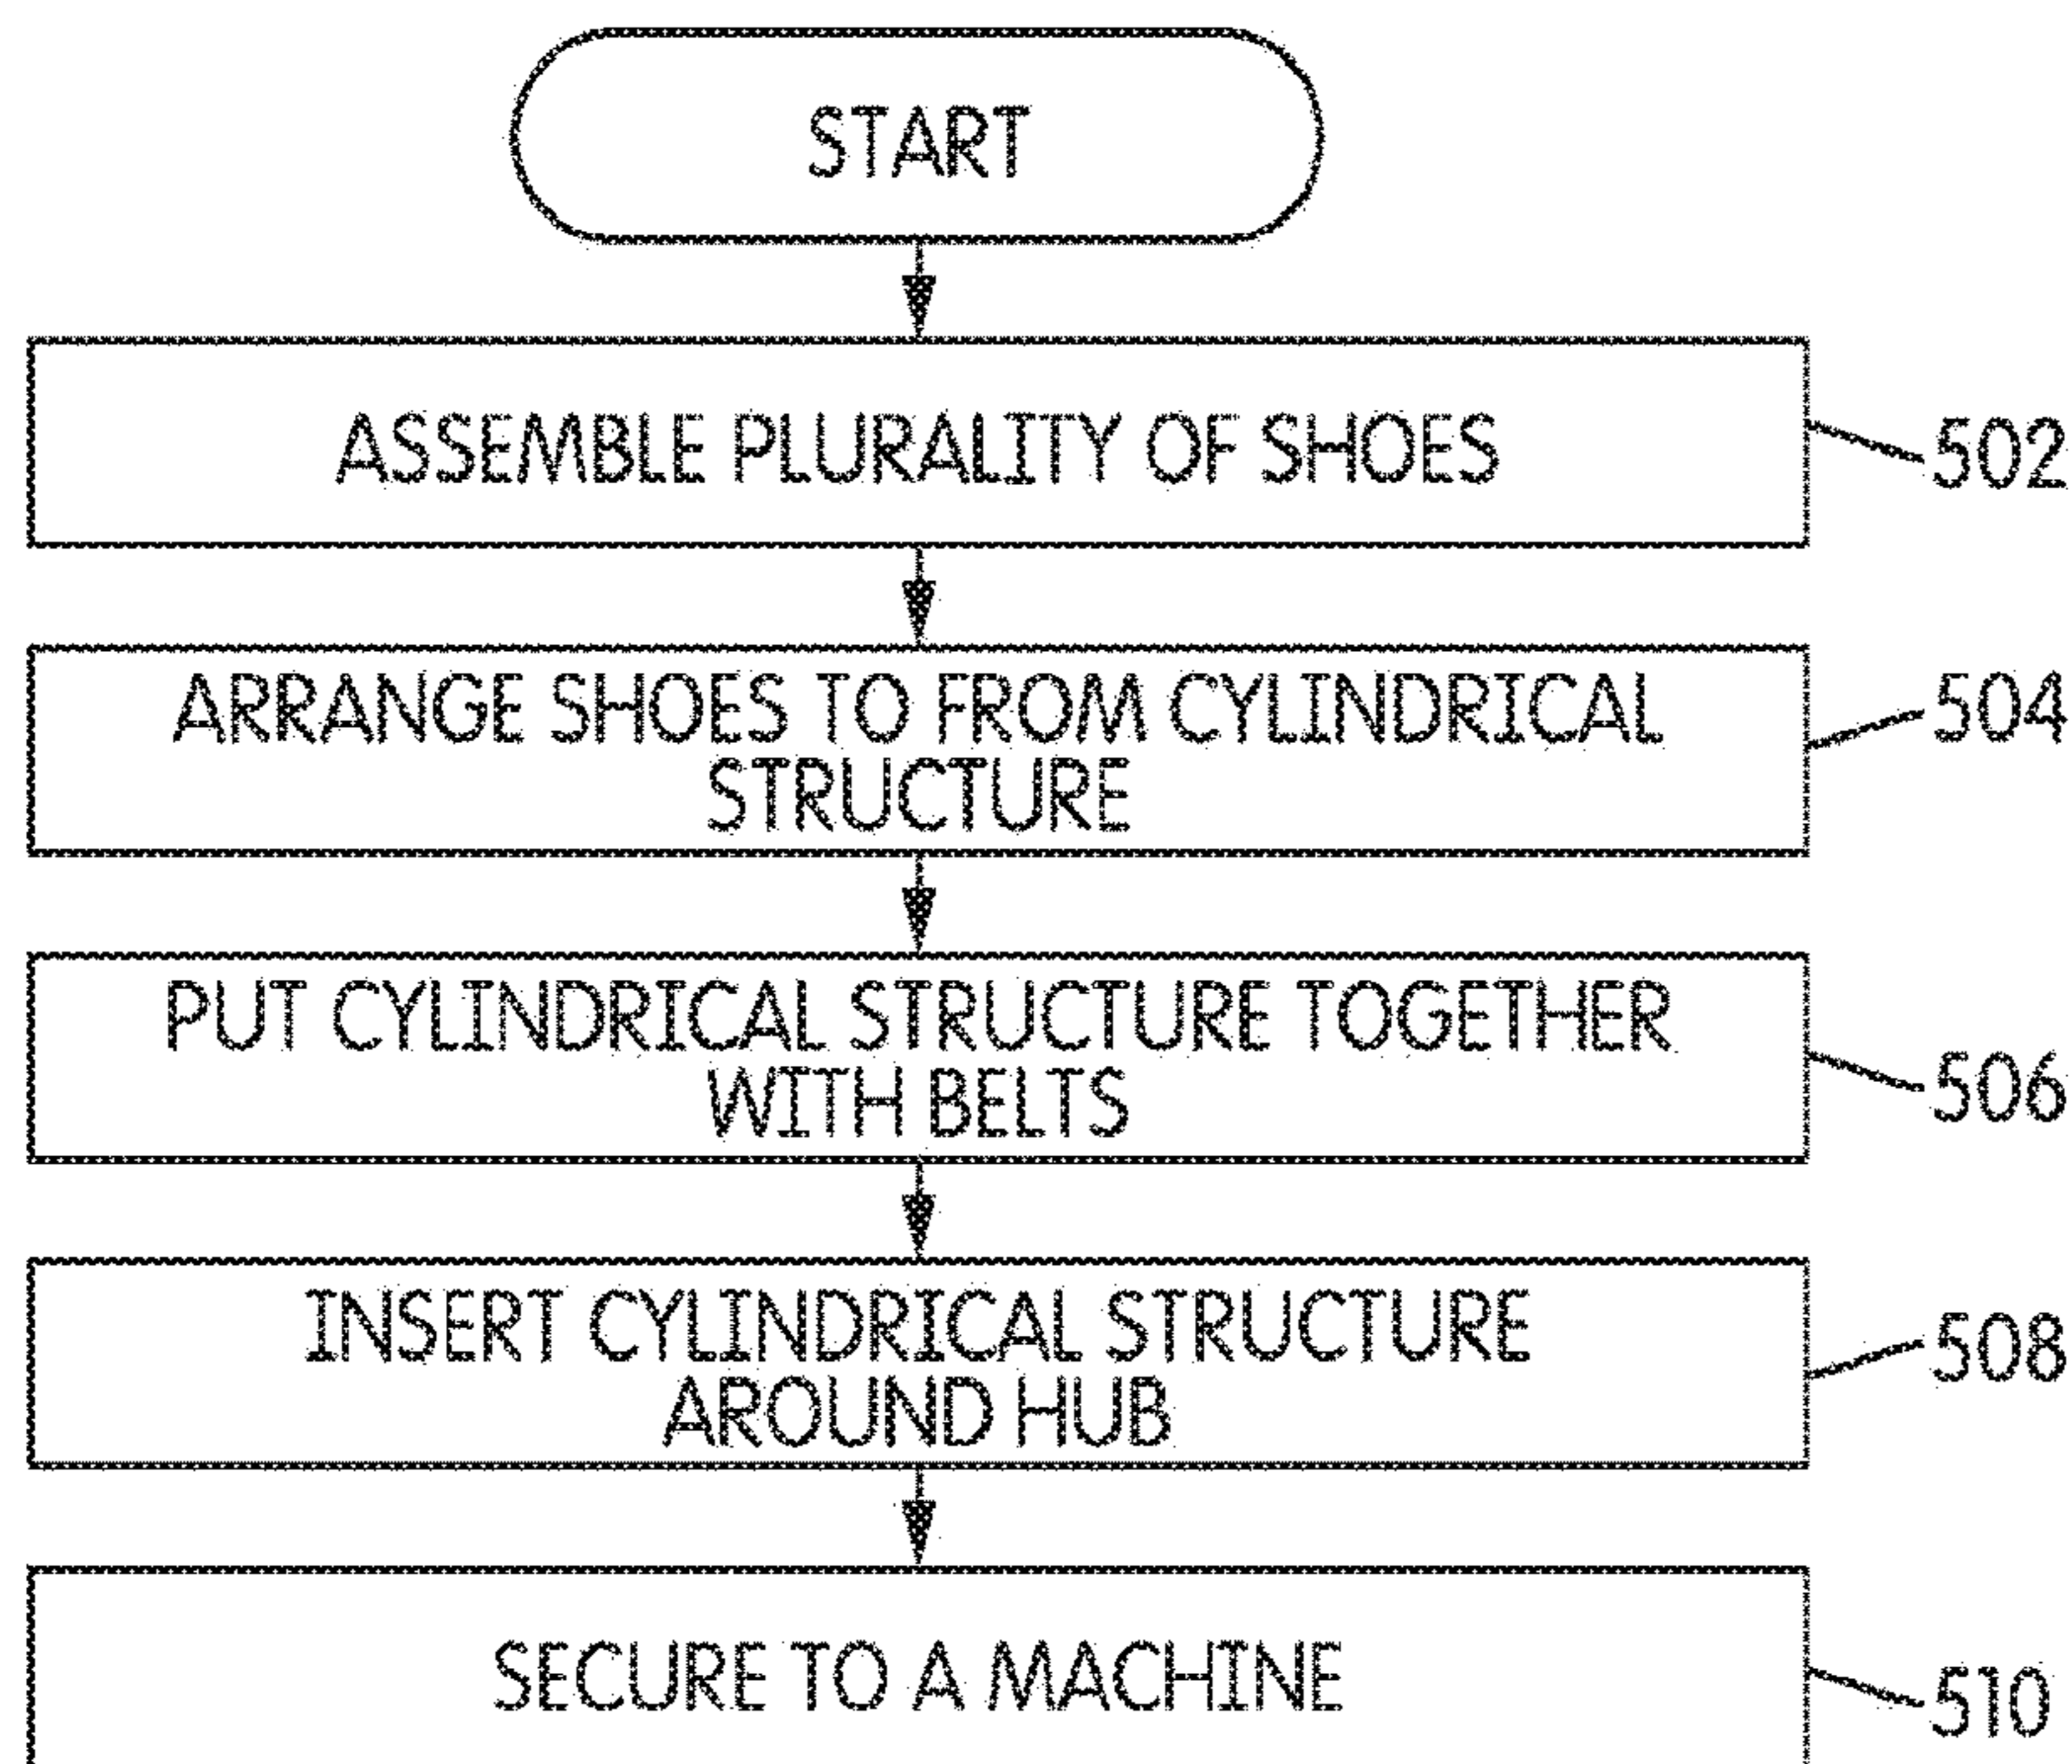 START
ASSEMBLE PLURALITY OF SHOES
502
ARRANGE SHOES TO FROM CYLINDRICAL
STRUCTURE
504
PUT CYLINDRICAL STRUCTURE TOGETHER
WITH BELTS
506
INSERT CYLINDRICAL STRUCTURE
AROUND HUB
508
SECURE TO A MACHINE
510